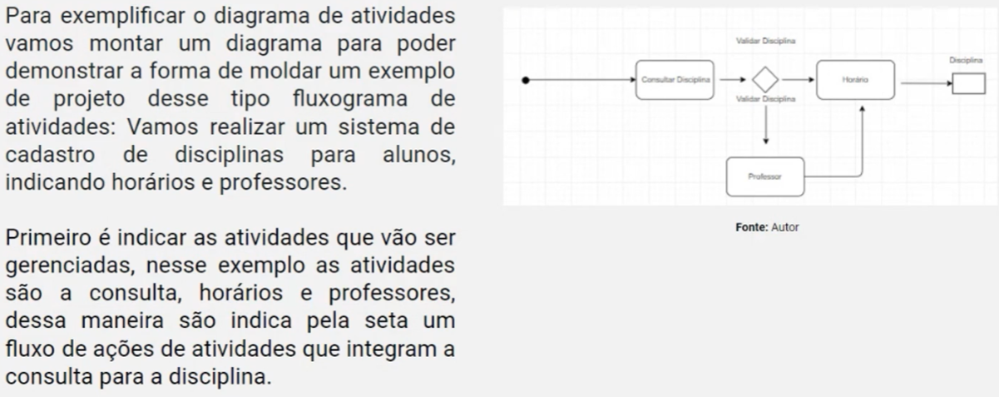 Para exemplificar o diagrama de atividades
vamos montar um diagrama para poder
demonstrar a forma de moldar um exemplo
de projeto desse tipo fluxograma de
atividades: Vamos realizar um sistema de
cadastro de disciplinas para alunos,
indicando horários e professores.
Primeiro é indicar as atividades que vão ser
gerenciadas, nesse exemplo as atividades
são a consulta, horários e professores,
dessa maneira são indica pela seta um
fluxo de ações de atividades que integram a
consulta para a disciplina.
Validar Disciplina
Disciplina
Consultar Disciplina
Horário
Validar Disciplina
Professor
Fonte: Autor